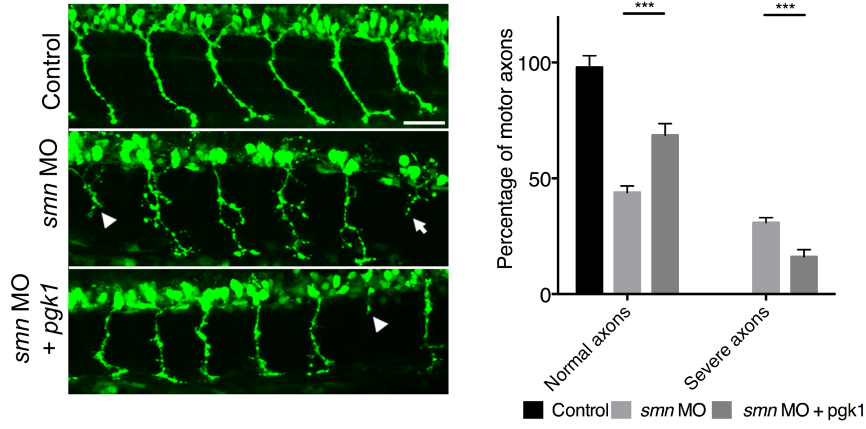 Control
smn MO
smn MO
+ pgk1
Percentage of motor axons
100
50
0
***
***
Normal axons
Severe axons
Control
smn MO
smn MO + pgk1